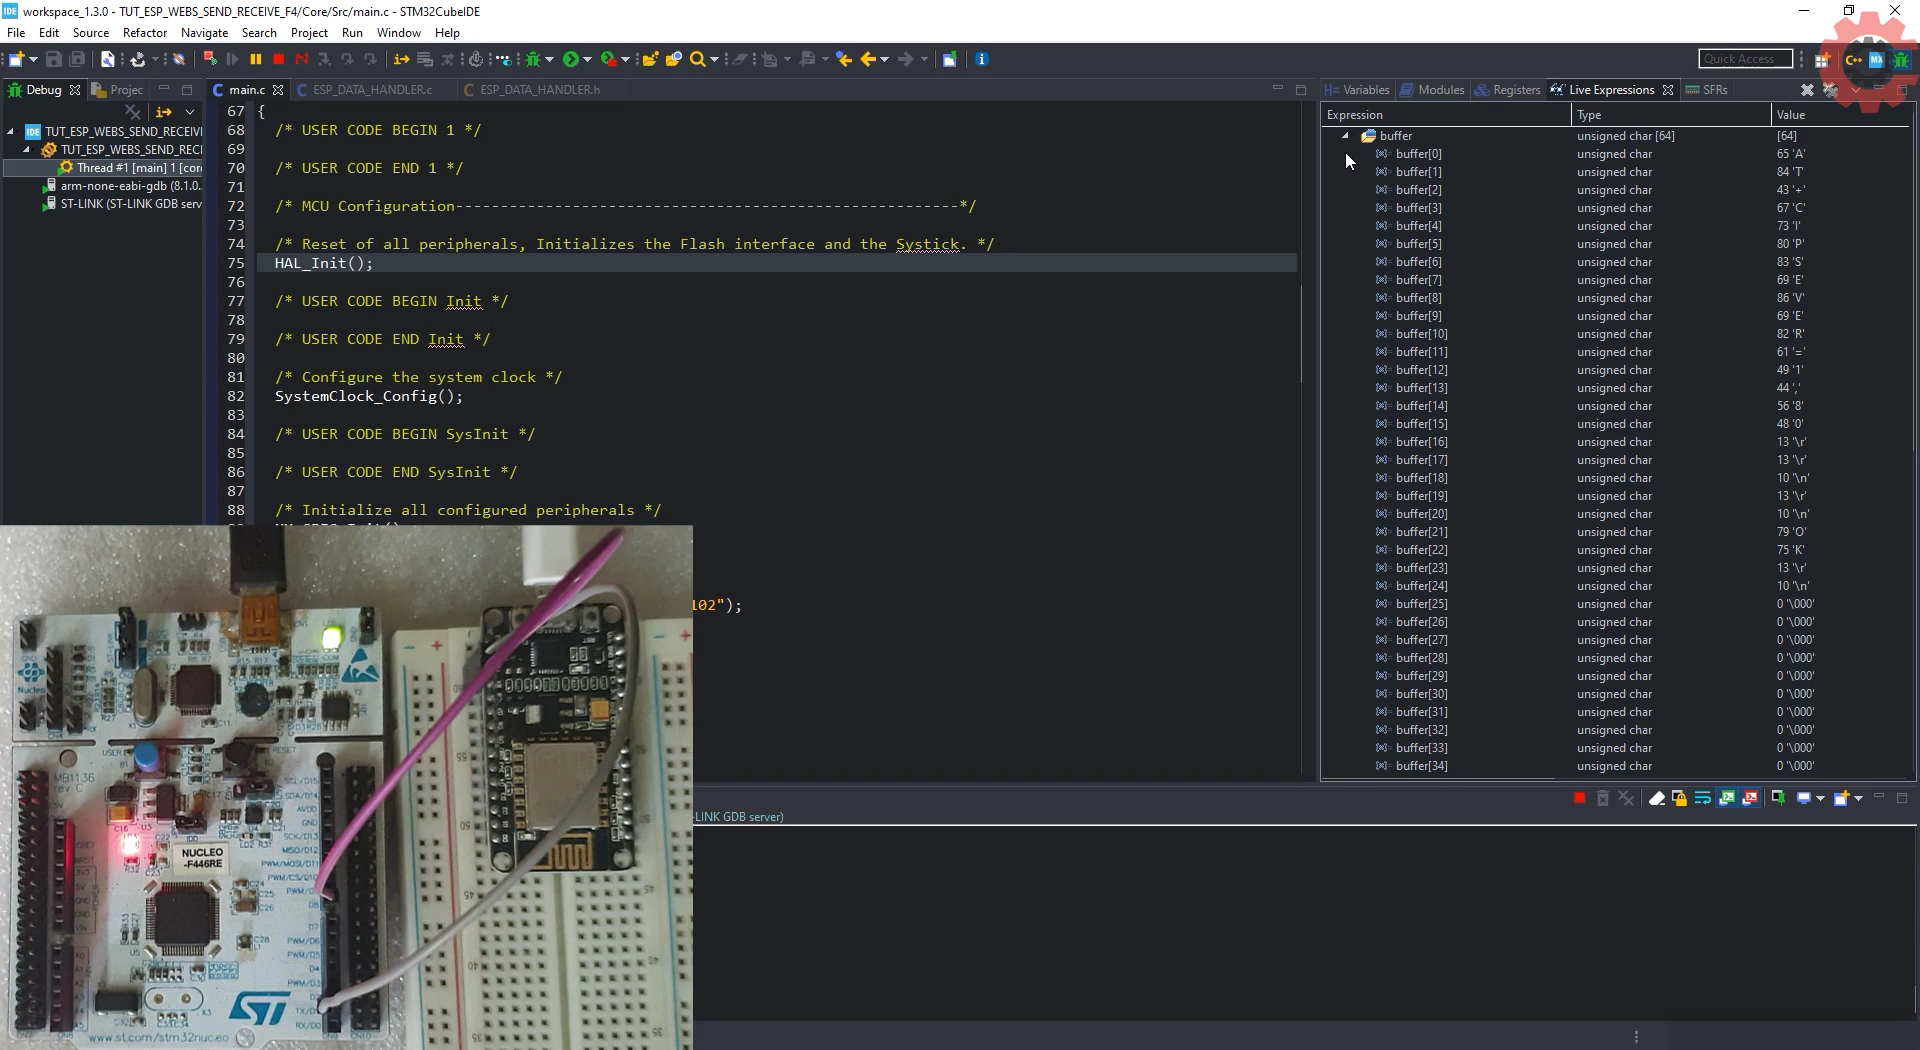 IDE workspace_1.3.0 - TUT_ESP_WEBS_SEND_RECEIVE_F4/Core/Src/main.c - STM32CubeIDE
File Edit Source Refactor Navigate Search Project Run Window Help
Quick Access
Debug Projec
IDE TUT_ESP_WEBS_SEND_RECEIV
TUT_ESP_WEBS_SEND_REC
Thread #1 [main] 1 [cor
arm-none-eabi-gdb (8.1.0.
ST-LINK (ST-LINK GDB serv
main.c ESP_DATA_HANDLER.c ESP_DATA_HANDLER.h
67 {
68 /* USER CODE BEGIN 1 */
69
70 /* USER CODE END 1 */
71
72 /* MCU Configuration--------------------------------------------------------*/
73
74 /* Reset of all peripherals, Initializes the Flash interface and the Systick. */
75 HAL_Init();
76
77 /* USER CODE BEGIN Init */
78
79 /* USER CODE END Init */
80
81 /* Configure the system clock */
82 SystemClock_Config();
83
84 /* USER CODE BEGIN SysInit */
85
86 /* USER CODE END SysInit */
87
88 /* Initialize all configured peripherals */
102");
Variables Modules Registers Live Expressions SFRs
Expression Type Value
buffer unsigned char [64] [64]
buffer[0] unsigned char 65 'A'
buffer[1] unsigned char 84 'T'
buffer[2] unsigned char 43 '+'
buffer[3] unsigned char 67 'C'
buffer[4] unsigned char 73 'I'
buffer[5] unsigned char 80 'P'
buffer[6] unsigned char 83 'S'
buffer[7] unsigned char 69 'E'
buffer[8] unsigned char 86 'V'
buffer[9] unsigned char 69 'E'
buffer[10] unsigned char 82 'R'
buffer[11] unsigned char 61 '='
buffer[12] unsigned char 49 '1'
buffer[13] unsigned char 44 ','
buffer[14] unsigned char 56 '8'
buffer[15] unsigned char 48 '0'
buffer[16] unsigned char 13 '\r'
buffer[17] unsigned char 13 '\r'
buffer[18] unsigned char 10 '\n'
buffer[19] unsigned char 13 '\r'
buffer[20] unsigned char 10 '\n'
buffer[21] unsigned char 79 'O'
buffer[22] unsigned char 75 'K'
buffer[23] unsigned char 13 '\r'
buffer[24] unsigned char 10 '\n'
buffer[25] unsigned char 0 '\000'
buffer[26] unsigned char 0 '\000'
buffer[27] unsigned char 0 '\000'
buffer[28] unsigned char 0 '\000'
buffer[29] unsigned char 0 '\000'
buffer[30] unsigned char 0 '\000'
buffer[31] unsigned char 0 '\000'
buffer[32] unsigned char 0 '\000'
buffer[33] unsigned char 0 '\000'
buffer[34] unsigned char 0 '\000'
-LINK GDB server)
Nucleo
USER
B1
RESET
MB1136
rev C
NUCLEO
-F446RE
ST
www.st.com/stm32nucleo